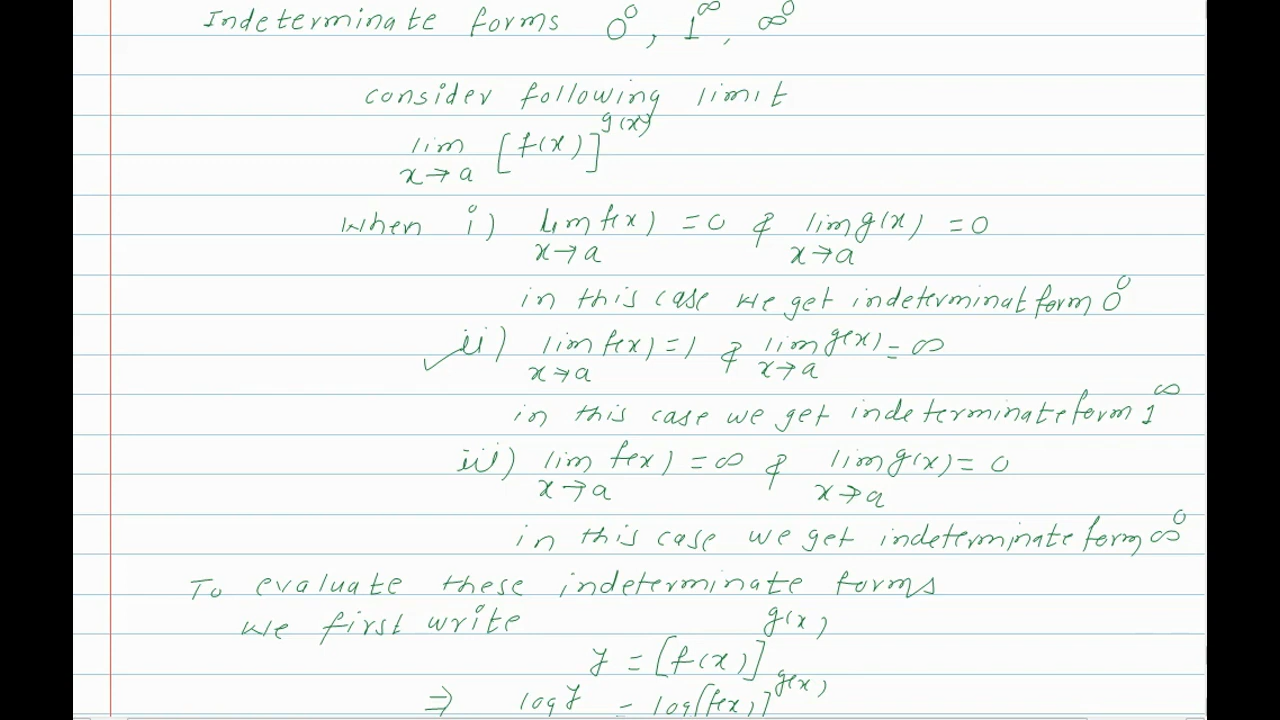 Indeterminate forms 0⁰, 1^∞, ∞⁰
consider following limit
lim x→a [f(x)]^g(x)
When i) lim x→a f(x) = 0 & lim x→a g(x) = 0
in this case we get indeterminat form 0⁰
ii) lim x→a f(x) = 1 & lim x→a g(x) = ∞
in this case we get indeterminate form 1^∞
iii) lim x→a f(x) = ∞ & lim x→a g(x) = 0
in this case we get indeterminate form ∞⁰
To evaluate these indeterminate forms
we first write
y = [f(x)]^g(x)
⇒ log y = log [f(x)]^g(x)